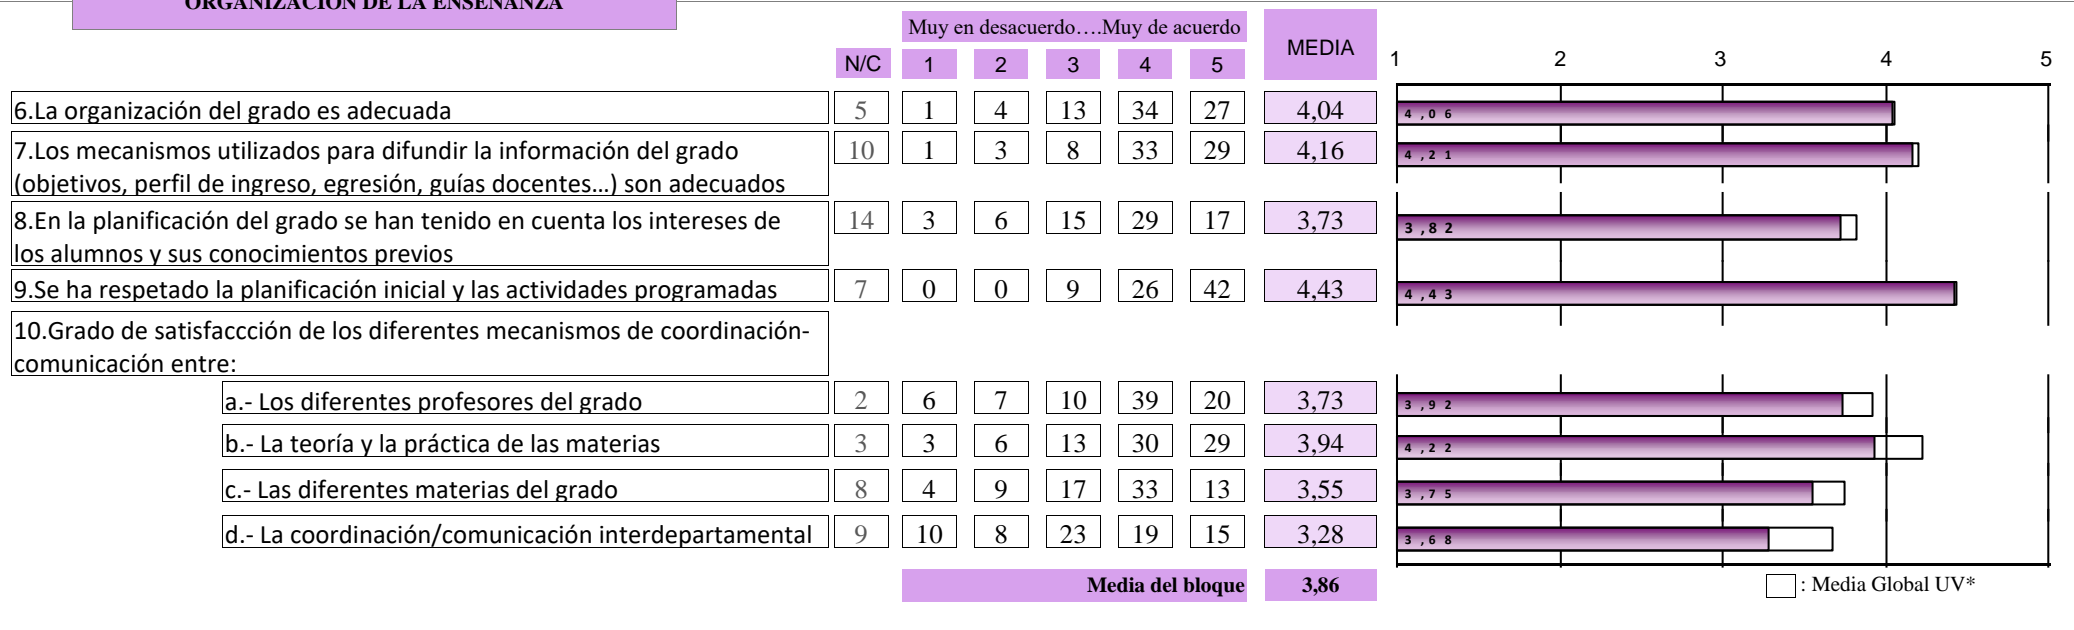 ORGANIZACIÓN DE LA ENSEÑANZA
Muy en desacuerdo….Muy de acuerdo
MEDIA
N/C 1 2 3 4 5
1 2 3 4 5
6.La organización del grado es adecuada 5 1 4 13 34 27 4,04 4,06
7.Los mecanismos utilizados para difundir la información del grado 10 1 3 8 33 29 4,16 4,21
(objetivos, perfil de ingreso, egresión, guías docentes…) son adecuados
8.En la planificación del grado se han tenido en cuenta los intereses de 14 3 6 15 29 17 3,73 3,82
los alumnos y sus conocimientos previos
9.Se ha respetado la planificación inicial y las actividades programadas 7 0 0 9 26 42 4,43 4,43
10.Grado de satisfaccción de los diferentes mecanismos de coordinación-
comunicación entre:
a.- Los diferentes profesores del grado 2 6 7 10 39 20 3,73 3,92
b.- La teoría y la práctica de las materias 3 3 6 13 30 29 3,94 4,22
c.- Las diferentes materias del grado 8 4 9 17 33 13 3,55 3,75
d.- La coordinación/comunicación interdepartamental 9 10 8 23 19 15 3,28 3,68
Media del bloque 3,86
: Media Global UV*